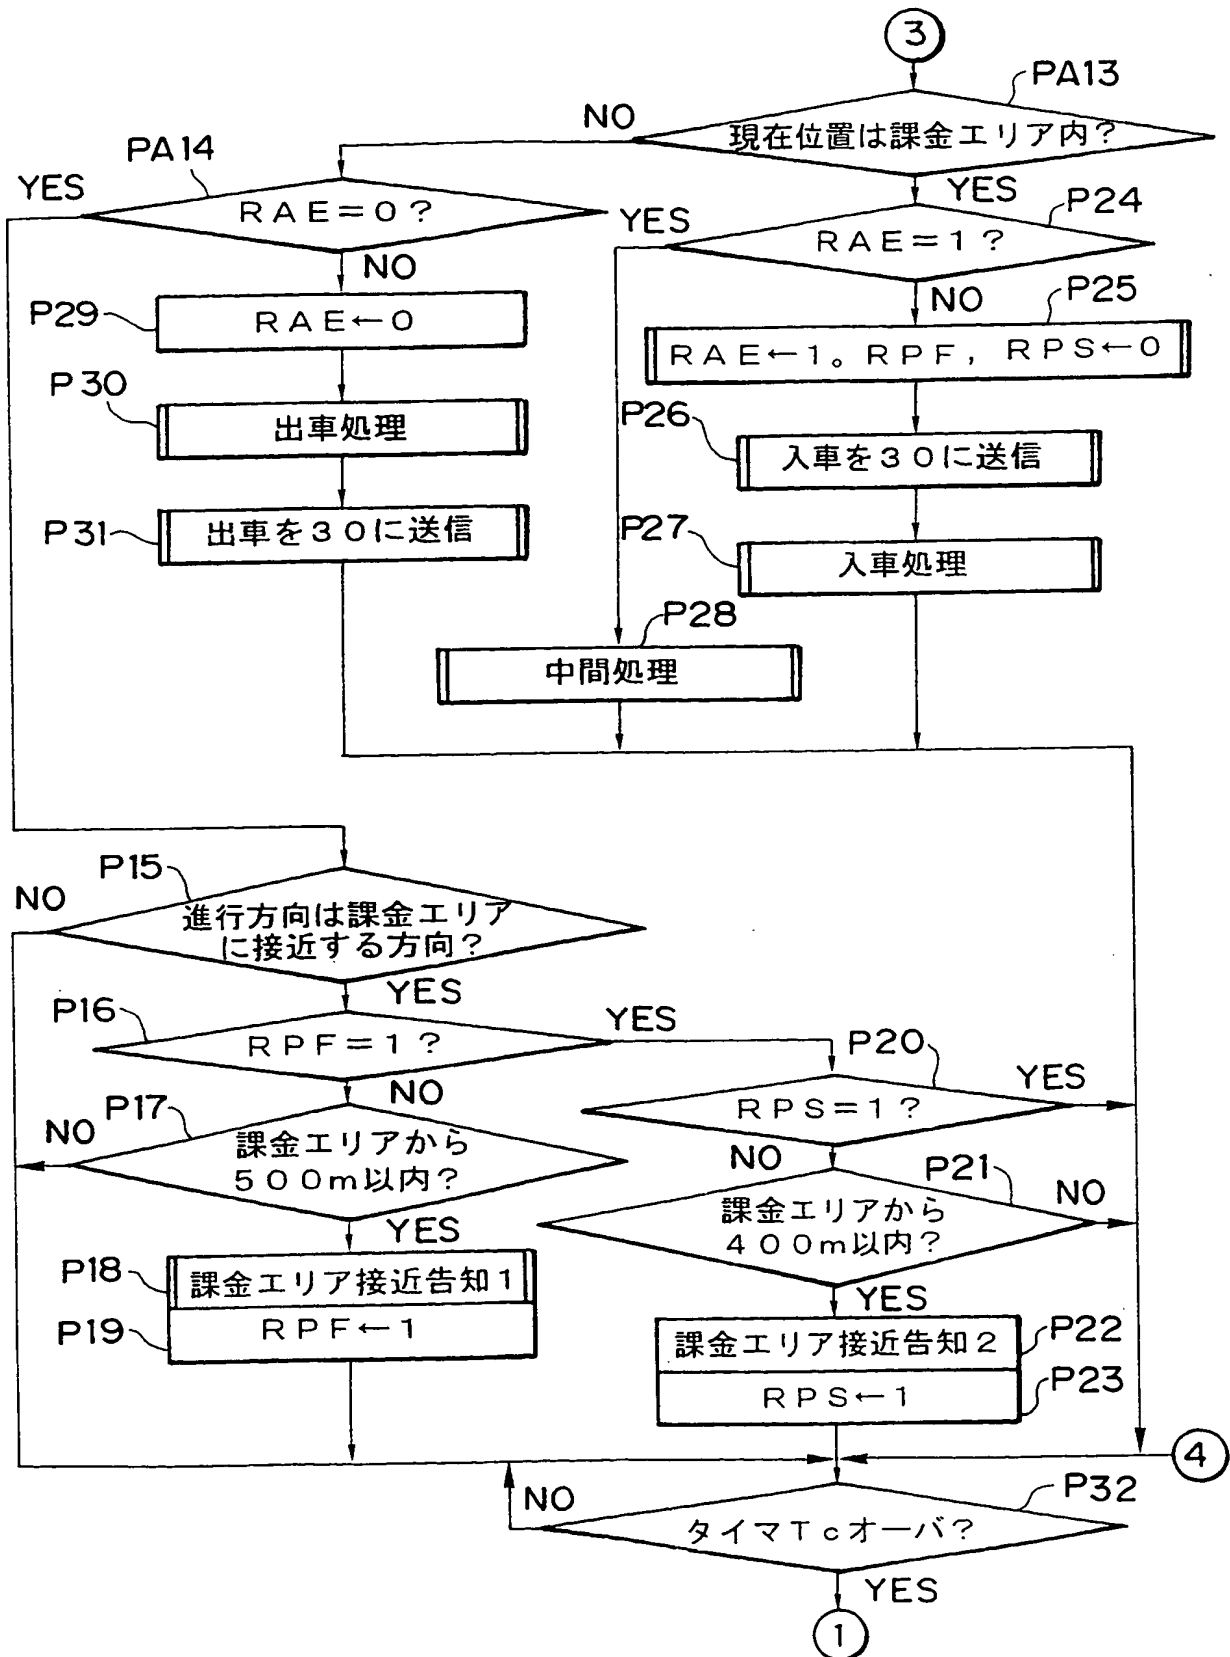 3
PA13
現在位置は課金エリア内?
NO
YES
PA14
RAE=0?
YES
NO
P24
RAE=1?
YES
NO
P29
RAE←0
P25
RAE←1。RPF, RPS←0
P30
出車処理
P26
入車を30に送信
P31
出車を30に送信
P27
入車処理
P28
中間処理
P15
進行方向は課金エリア
に接近する方向?
NO
YES
P16
RPF=1?
YES
NO
P20
RPS=1?
YES
NO
P17
課金エリアから
500m以内?
NO
YES
P21
課金エリアから
400m以内?
NO
YES
P18
課金エリア接近告知1
P19
RPF←1
P22
課金エリア接近告知2
P23
RPS←1
4
P32
タイマTcオーバ?
NO
YES
1